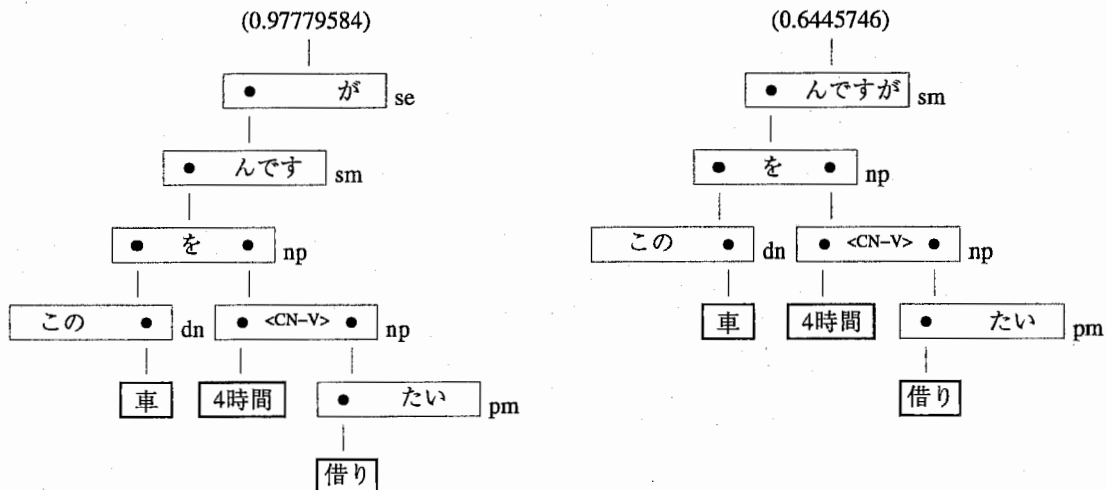 (0.97779584)
が se
んです sm
を np
この dn <CN-V> np
車 4時間 たい pm
借り
(0.6445746)
んですが sm
を np
この dn <CN-V> np
車 4時間 たい pm
借り